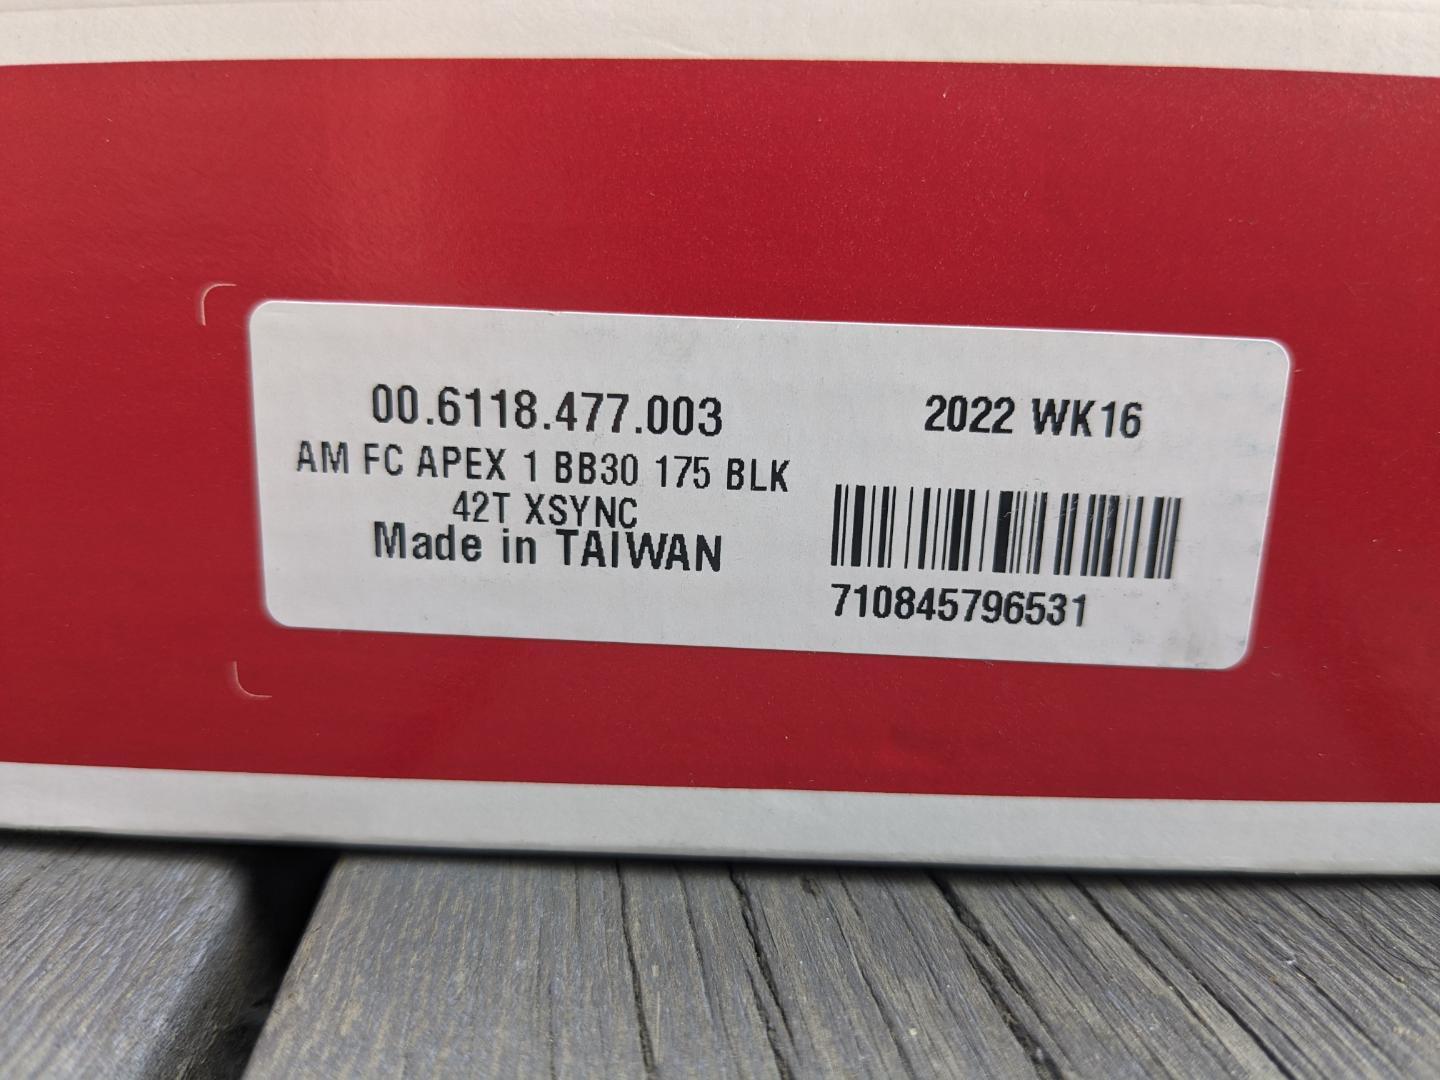 00.6118.477.003
AM FC APEX 1 BB30 175 BLK
42T XSYNC
Made in TAIWAN
2022 WK16
710845796531